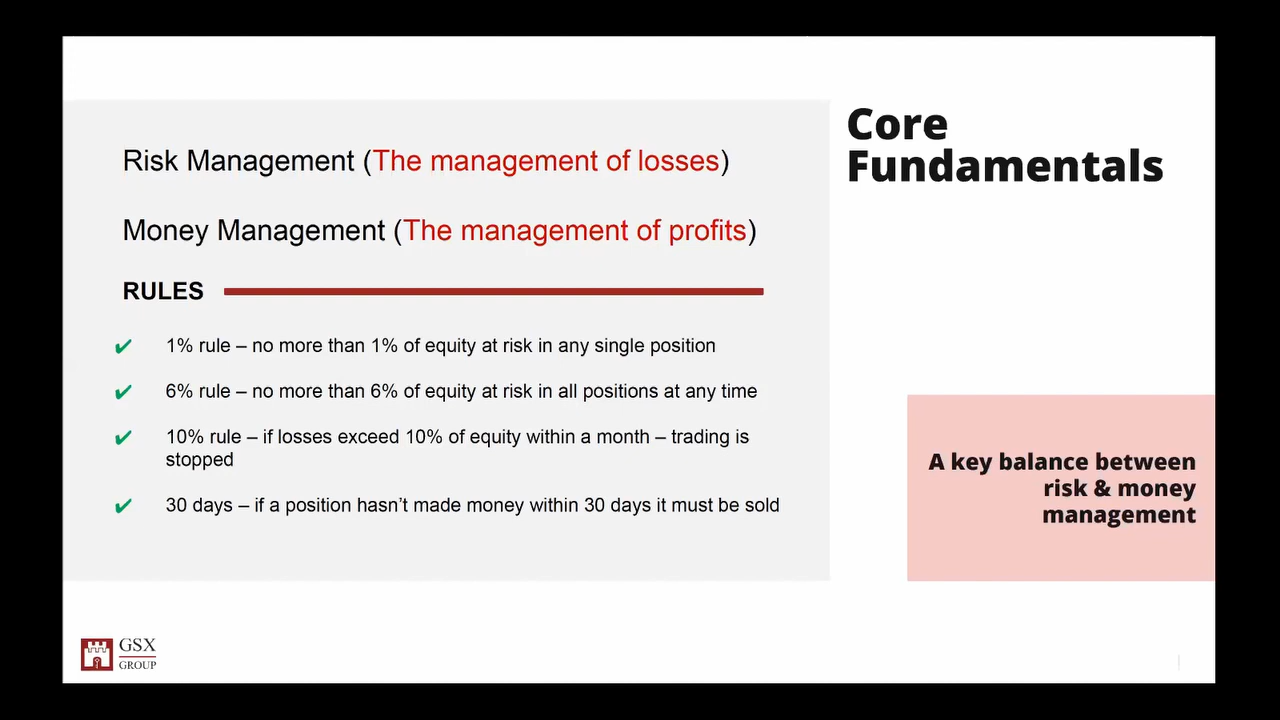 Core
Fundamentals
Risk Management (The management of losses)
Money Management (The management of profits)
RULES
1% rule – no more than 1% of equity at risk in any single position
6% rule – no more than 6% of equity at risk in all positions at any time
10% rule – if losses exceed 10% of equity within a month – trading is
stopped
30 days – if a position hasn’t made money within 30 days it must be sold
A key balance between
risk & money
management
GSX
GROUP